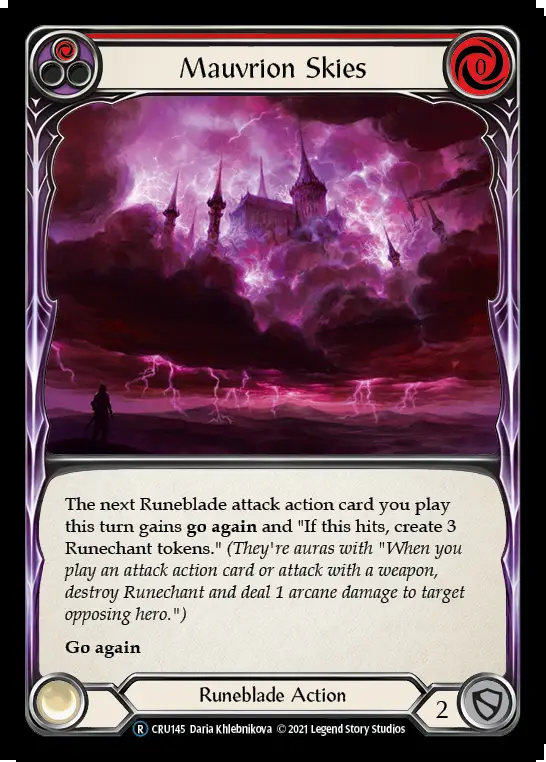 Mauvrion Skies
0
The next Runeblade attack action card you play
this turn gains go again and "If this hits, create 3
Runechant tokens." (They're auras with "When you
play an attack action card or attack with a weapon,
destroy Runechant and deal 1 arcane damage to target
opposing hero.")
Go again
Runeblade Action
2
R CRU145 Daria Khlebnikova © 2021 Legend Story Studios